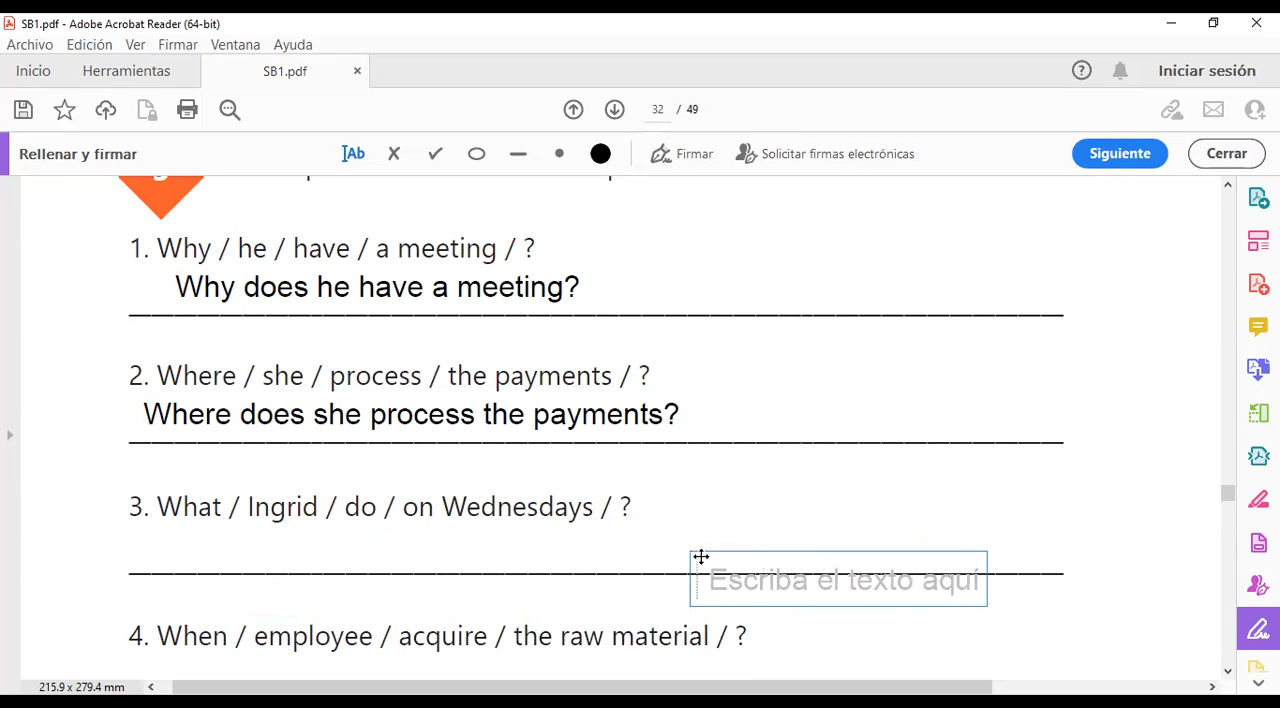 SB1.pdf - Adobe Acrobat Reader (64-bit)
Archivo Edición Ver Firmar Ventana Ayuda
Inicio Herramientas SB1.pdf × Iniciar sesión
32 / 49
Rellenar y firmar Ab Firmar Solicitar firmas electrónicas Siguiente Cerrar
1. Why / he / have / a meeting / ?
Why does he have a meeting?
2. Where / she / process / the payments / ?
Where does she process the payments?
3. What / Ingrid / do / on Wednesdays / ?
Escriba el texto aquí
4. When / employee / acquire / the raw material / ?
215.9 x 279.4 mm